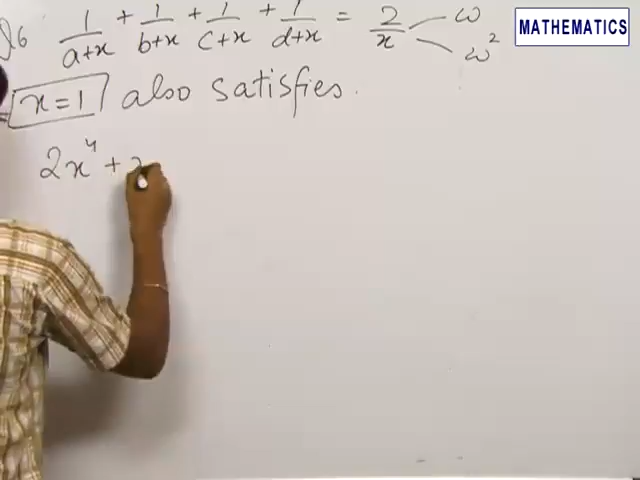 MATHEMATICS
Q6 1/(a+x) + 1/(b+x) + 1/(c+x) + 1/(d+x) = 2/x ω ω²
x = 1 also satisfies.
2x⁴ +